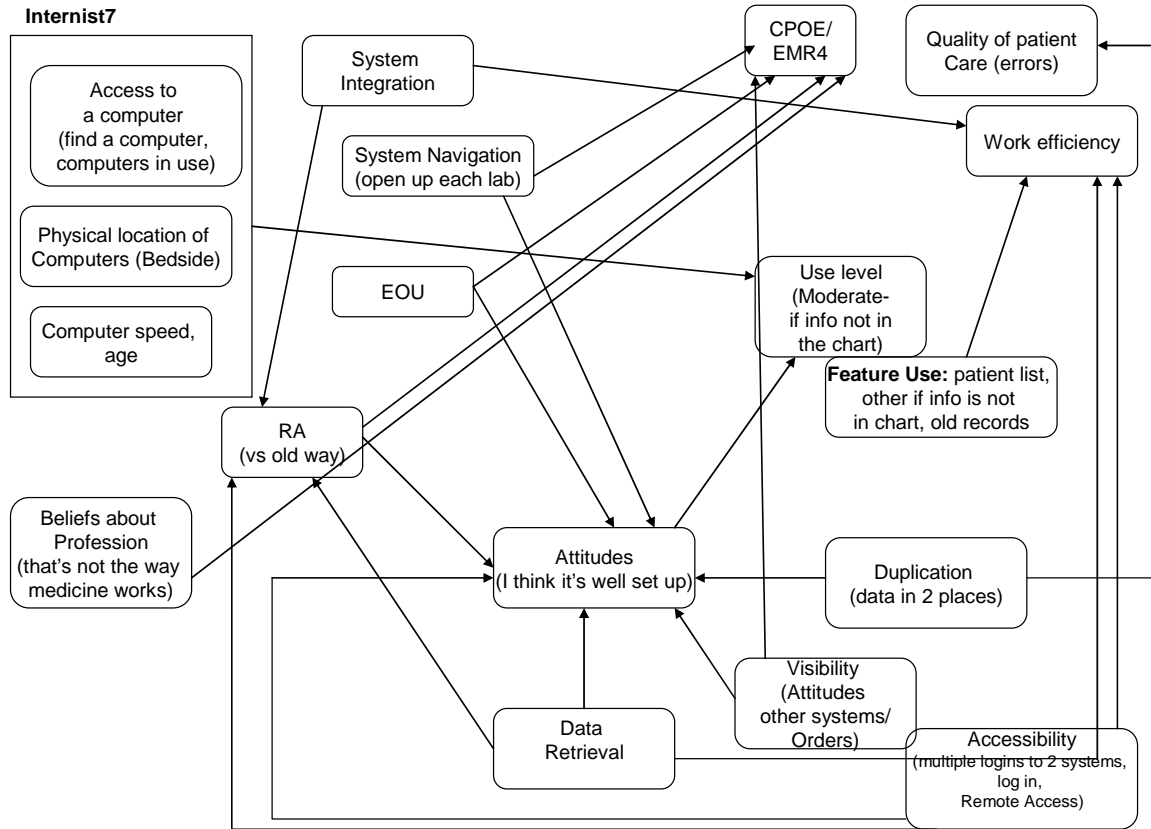 Internist7
Access to
a computer
(find a computer,
computers in use)
Physical location of
Computers (Bedside)
Computer speed,
age
System
Integration
System Navigation
(open up each lab)
EOU
CPOE/
EMR4
Quality of patient
Care (errors)
Work efficiency
Use level
(Moderate-
if info not in
the chart)
Feature Use: patient list,
other if info is not
in chart, old records
RA
(vs old way)
Beliefs about
Profession
(that's not the way
medicine works)
Attitudes
(I think it's well set up)
Duplication
(data in 2 places)
Visibility
(Attitudes
other systems/
Orders)
Data
Retrieval
Accessibility
(multiple logins to 2 systems,
log in,
Remote Access)